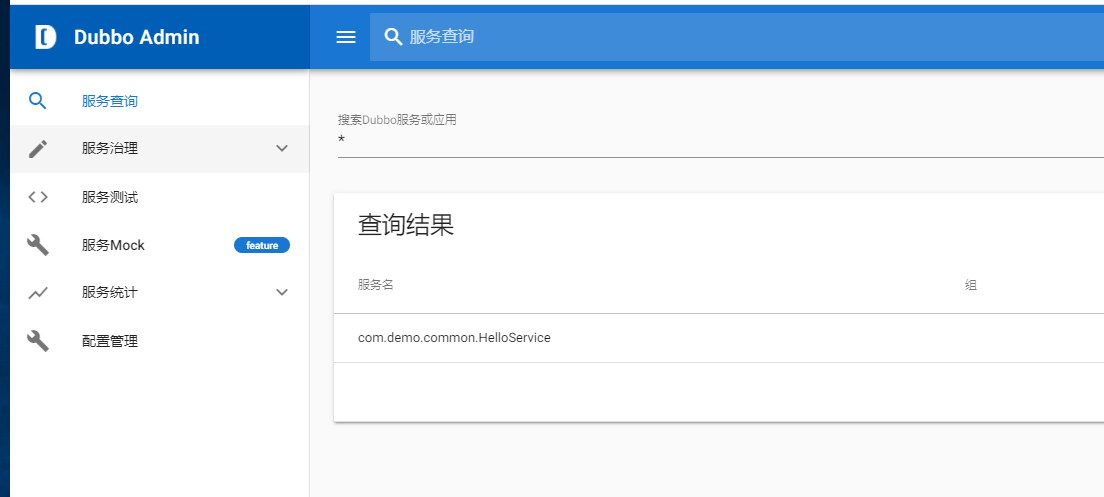 Dubbo Admin
服务查询
服务查询
服务治理
服务测试
服务Mock
feature
服务统计
配置管理
搜索Dubbo服务或应用
*
查询结果
服务名 组
com.demo.common.HelloService